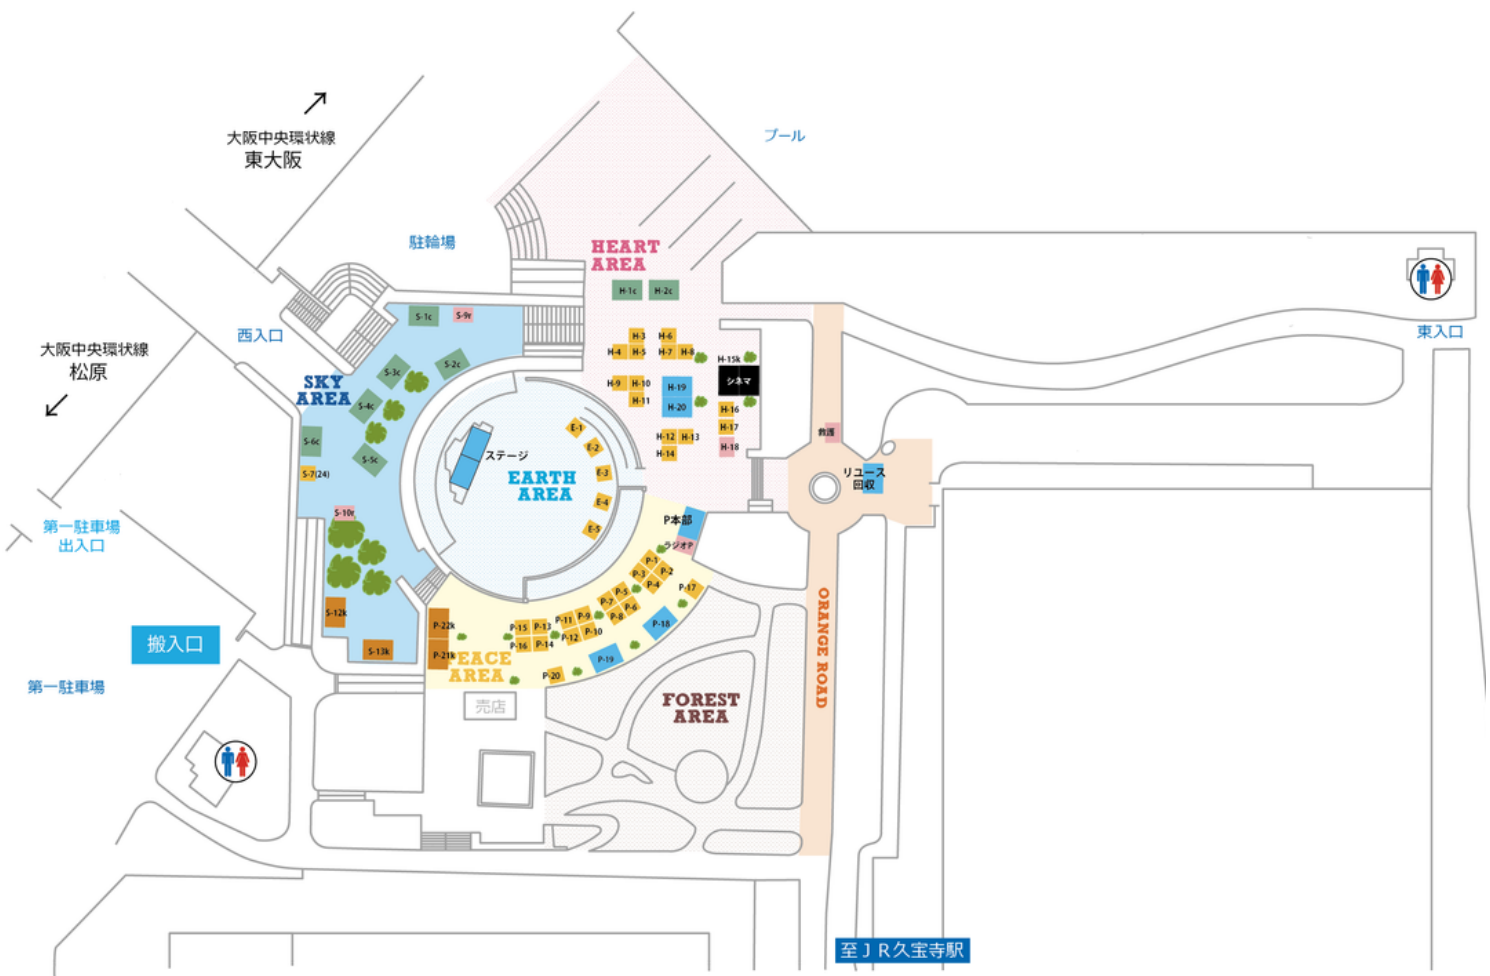 大阪中央環状線
東大阪
プール
駐輪場
HEART
AREA
H-1c
H-2c
東入口
西入口
大阪中央環状線
松原
S-1c
S-9r
S-2c
S-3c
SKY
AREA
S-4c
S-6c
S-5c
S-7(24)
S-10r
S-12k
S-13k
H-3
H-6
H-4
H-5
H-7
H-8
H-9
H-10
H-11
H-19
H-20
H-15k
シネマ
H-16
H-17
H-18
H-12
H-13
H-14
救護
リユース
回収
ステージ
EARTH
AREA
E-1
E-2
E-3
E-4
E-5
P本部
ラジオP
P-1
P-2
P-3
P-4
P-5
P-6
P-7
P-8
P-9
P-10
P-11
P-12
P-13
P-14
P-15
P-16
P-17
P-18
P-19
P-20
P-22k
P-21k
PEACE
AREA
第一駐車場
出入口
搬入口
第一駐車場
売店
FOREST
AREA
ORANGE ROAD
至JR久宝寺駅